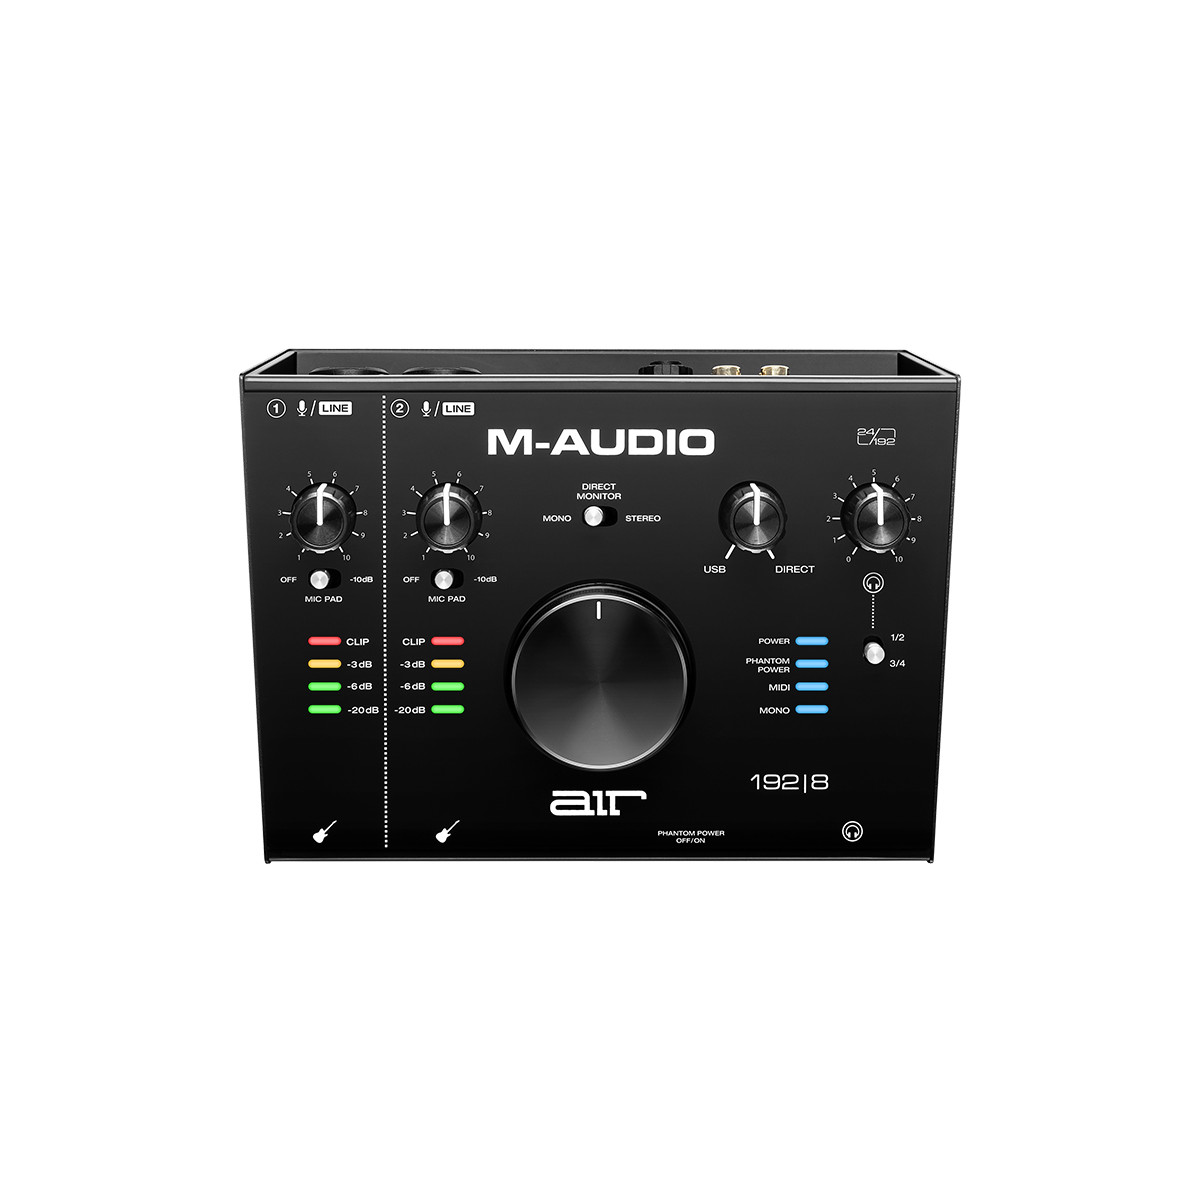 1 / LINE
2 / LINE
M-AUDIO
24/192
DIRECT
MONITOR
MONO STEREO
1 2 3 4 5 6 7 8 9 10
1 2 3 4 5 6 7 8 9 10
USB DIRECT
0 1 2 3 4 5 6 7 8 9 10
OFF -10dB
MIC PAD
OFF -10dB
MIC PAD
1/2
3/4
CLIP
-3dB
-6dB
-20dB
CLIP
-3dB
-6dB
-20dB
POWER
PHANTOM
POWER
MIDI
MONO
192|8
air
PHANTOM POWER
OFF/ON